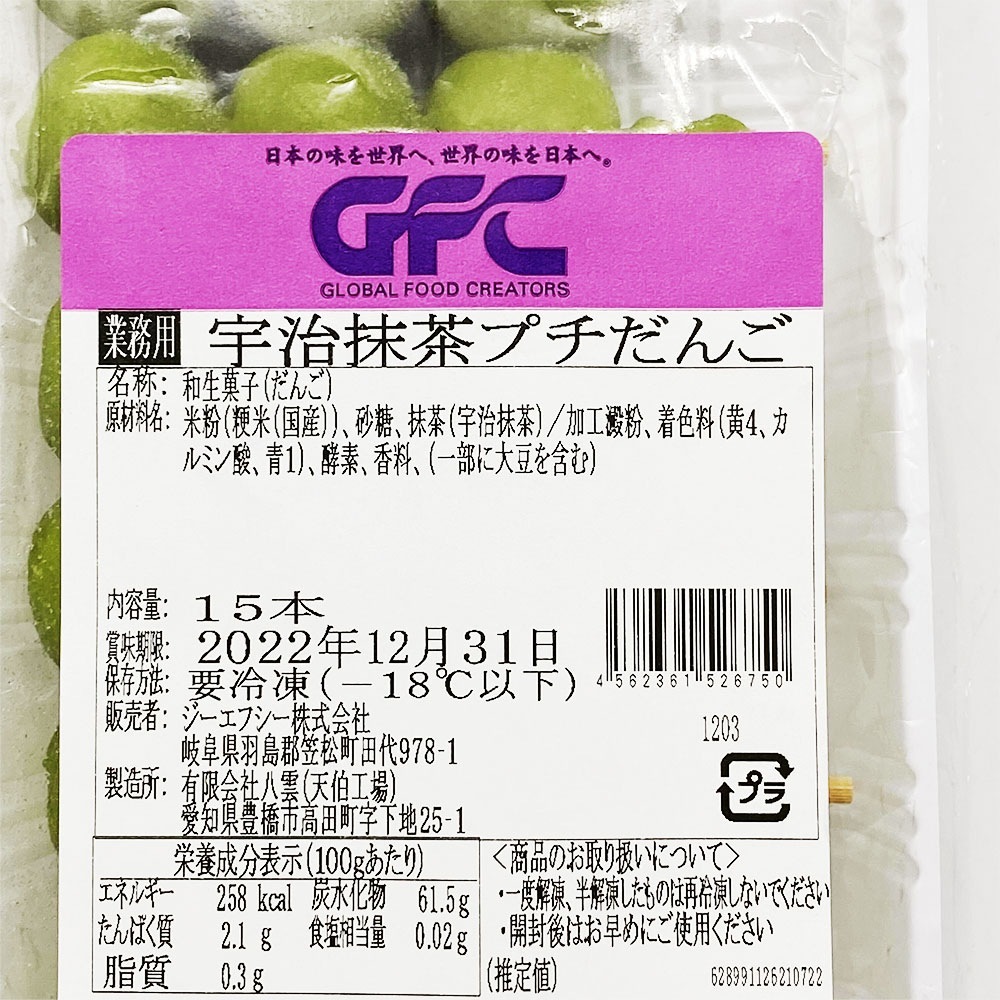 日本の味を世界へ、世界の味を日本へ。
GFC
GLOBAL FOOD CREATORS
業務用 宇治抹茶プチだんご
名称: 和生菓子(だんご)
原材料名: 米粉(粳米(国産))、砂糖、抹茶(宇治抹茶)/加工澱粉、着色料(黄4、カ
ルミン酸、青1)、酵素、香料、(一部に大豆を含む)
内容量: 15本
賞味期限: 2022年12月31日
保存方法: 要冷凍(-18℃以下)
4 562361 526750
販売者: ジーエフシー株式会社
岐阜県羽島郡笠松町田代978-1
1203
製造所: 有限会社八雲(天伯工場)
愛知県豊橋市高田町字下地25-1
プラ
栄養成分表示(100gあたり)
エネルギー 258 kcal 炭水化物 61.5g
たんぱく質 2.1 g 食塩相当量 0.02g
脂質 0.3g
<商品のお取り扱いについて>
・一度解凍、半解凍したものは再冷凍しないでください
・開封後はお早めにご使用ください
(推定値)
628991126210722